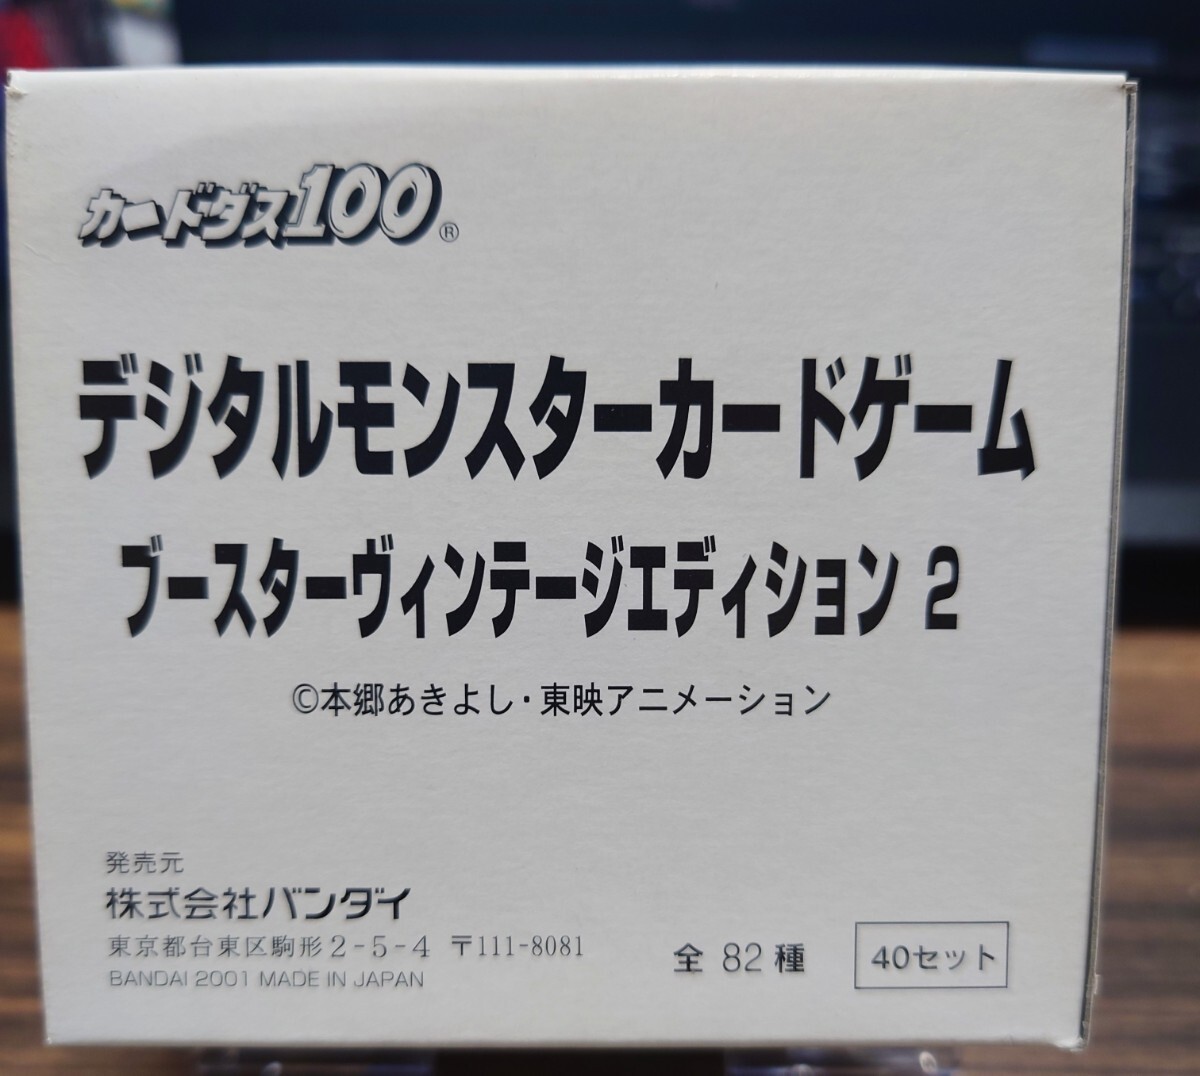 カードダス100®
デジタルモンスターカードゲーム
ブースターヴィンテージエディション 2
©本郷あきよし・東映アニメーション
発売元
株式会社バンダイ
東京都台東区駒形2-5-4 〒111-8081
BANDAI 2001 MADE IN JAPAN
全 82 種
40セット